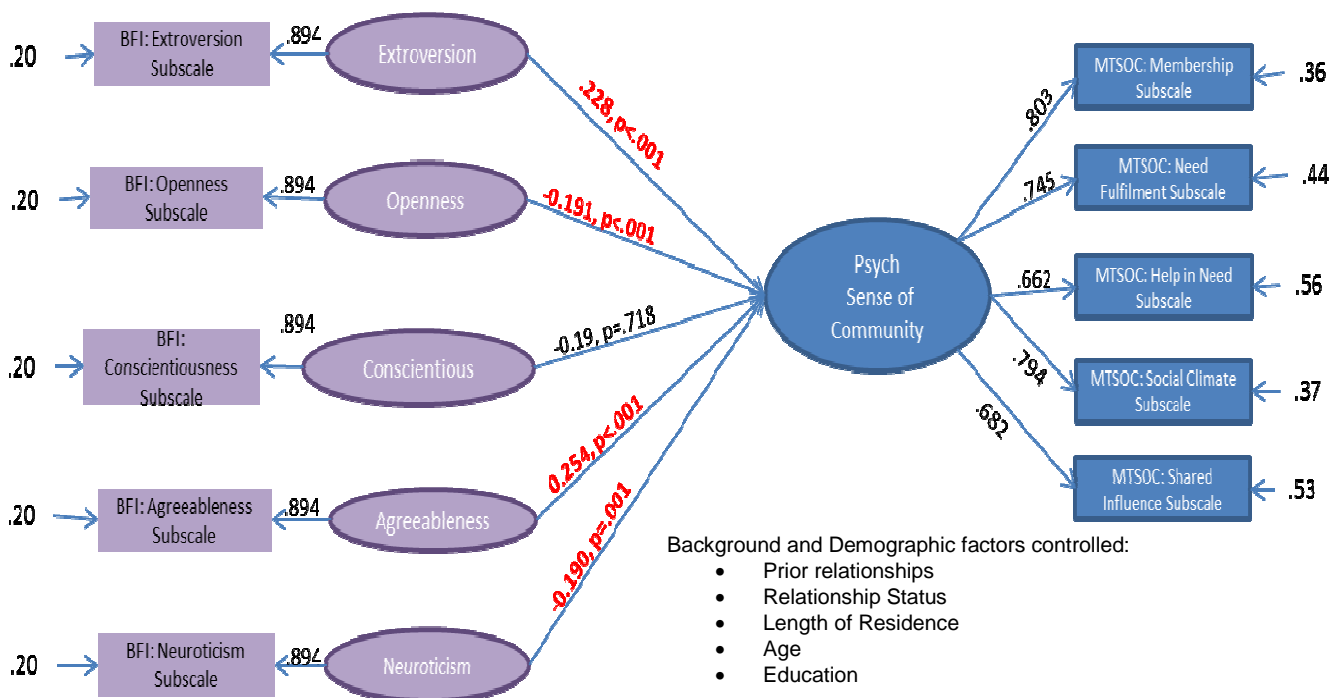 .20
BFI: Extroversion
Subscale
.894
Extroversion
.228, p<.001
.20
BFI: Openness
Subscale
.894
Openness
-0.191, p<.001
.20
BFI:
Conscientiousness
Subscale
.894
Conscientious
-0.19, p=.718
.20
BFI: Agreeableness
Subscale
.894
Agreeableness
0.254, p<.001
.20
BFI: Neuroticism
Subscale
.894
Neuroticism
-0.190, p=.001
Psych
Sense of
Community
.803
MTSOC: Membership
Subscale
.36
.745
MTSOC: Need
Fulfilment Subscale
.44
.662
MTSOC: Help in Need
Subscale
.56
.794
MTSOC: Social Climate
Subscale
.37
.682
MTSOC: Shared
Influence Subscale
.53
Background and Demographic factors controlled:
• Prior relationships
• Relationship Status
• Length of Residence
• Age
• Education